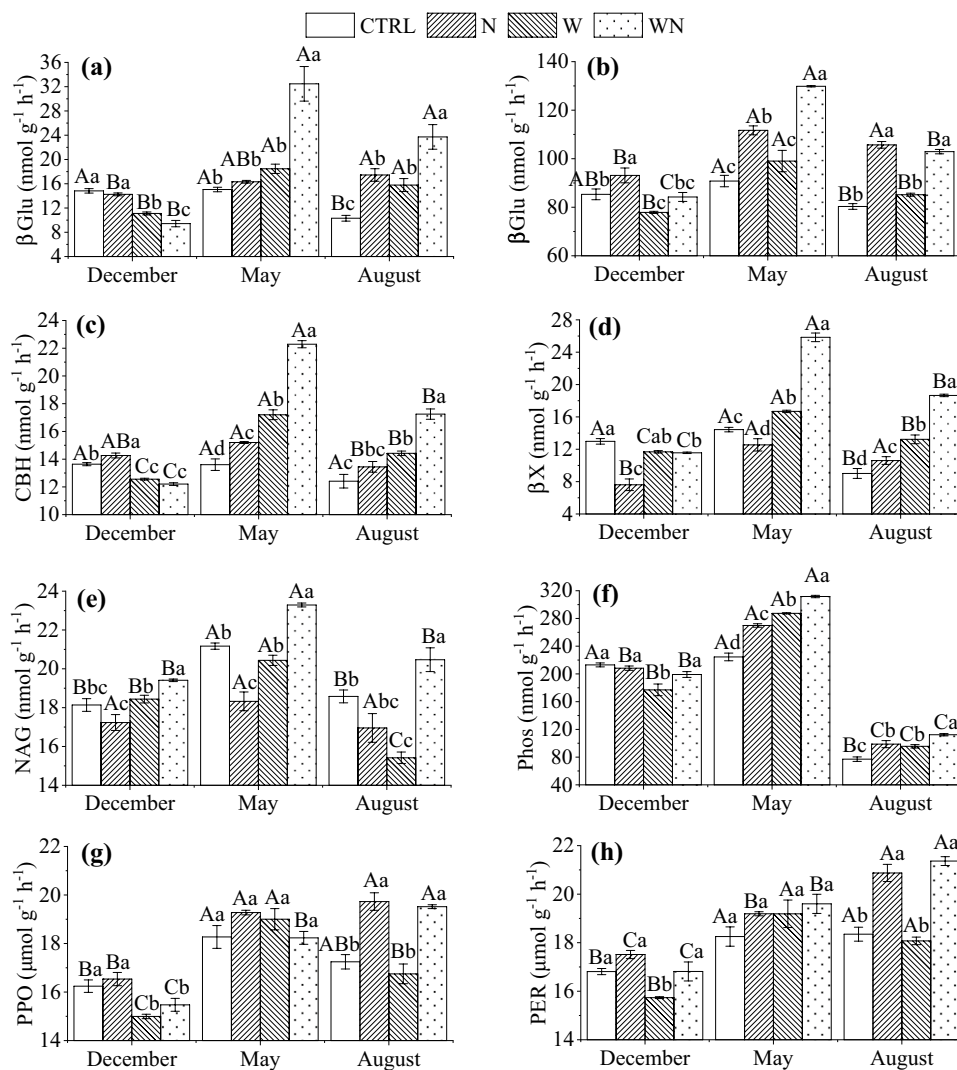 CTRL N W WN
(a)
βGlu (nmol g⁻¹ h⁻¹)
36
32
28
24
20
16
12
8
4
Aa Ba Bb Bc
Ab ABb Ab Aa
Bc Ab Ab Aa
December May August
(b)
βGlu (nmol g⁻¹ h⁻¹)
140
120
100
80
60
ABb Ba Bc Cbc
Ac Ab Ac Aa
Bb Aa Bb Ba
December May August
(c)
CBH (nmol g⁻¹ h⁻¹)
24
22
20
18
16
14
12
10
Ab ABa Cc Cc
Ad Ac Ab Aa
Ac Bbc Bb Ba
December May August
(d)
βX (nmol g⁻¹ h⁻¹)
28
24
20
16
12
8
4
Aa Bc Cab Cb
Ac Ad Ab Aa
Bd Ac Bb Ba
December May August
(e)
NAG (nmol g⁻¹ h⁻¹)
24
22
20
18
16
14
Bbc Ac Bb Ba
Ab Ac Ab Aa
Bb Abc Cc Ba
December May August
(f)
Phos (nmol g⁻¹ h⁻¹)
320
280
240
200
160
120
80
40
Aa Ba Bb Ba
Ad Ac Ab Aa
Bc Cb Cb Ca
December May August
(g)
PPO (μmol g⁻¹ h⁻¹)
22
20
18
16
14
Ba Ba Cb Cb
Aa Aa Aa Ba
ABb Aa Bb Aa
December May August
(h)
PER (μmol g⁻¹ h⁻¹)
22
20
18
16
14
Ba Ca Bb Ca
Aa Ba Aa Ba
Ab Aa Ab Aa
December May August